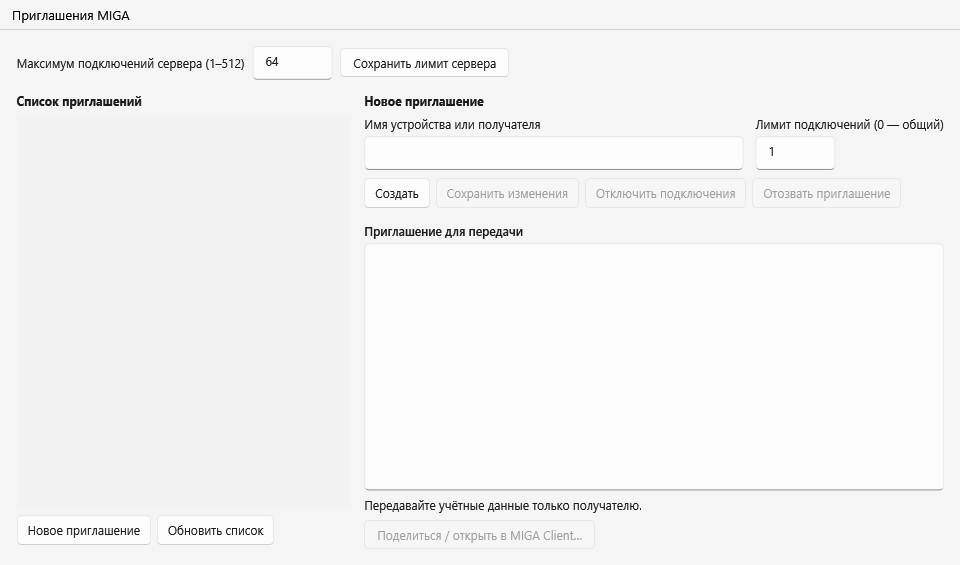 Приглашения MIGA
Максимум подключений сервера (1–512)
64
Сохранить лимит сервера
Список приглашений
Новое приглашение
Имя устройства или получателя
Лимит подключений (0 — общий)
1
Создать
Сохранить изменения
Отключить подключения
Отозвать приглашение
Приглашение для передачи
Передавайте учётные данные только получателю.
Новое приглашение
Обновить список
Поделиться / открыть в MIGA Client...